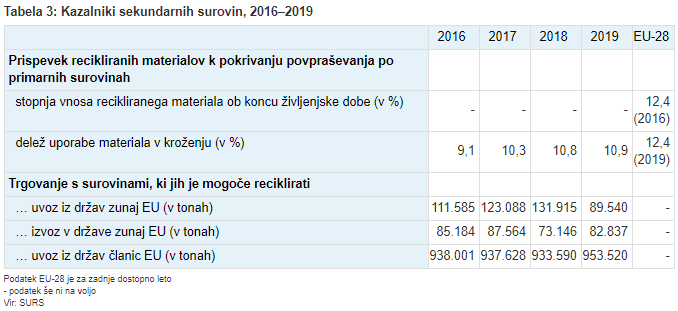 Tabela 3: Kazalniki sekundarnih surovin, 2016–2019
2016 2017 2018 2019 EU-28
Prispevek recikliranih materialov k pokrivanju povpraševanja po
primarnih surovinah
stopnja vnosa recikliranega materiala ob koncu življenjske dobe (v %) - - - - 12,4
(2016)
delež uporabe materiala v kroženju (v %) 9,1 10,3 10,8 10,9 12,4
(2019)
Trgovanje s surovinami, ki jih je mogoče reciklirati
... uvoz iz držav zunaj EU (v tonah) 111.585 123.088 131.915 89.540 -
... izvoz v države zunaj EU (v tonah) 85.184 87.564 73.146 82.837 -
... uvoz iz držav članic EU (v tonah) 938.001 937.628 933.590 953.520 -
Podatek EU-28 je za zadnje dostopno leto
- podatek še ni na voljo
Vir: SURS